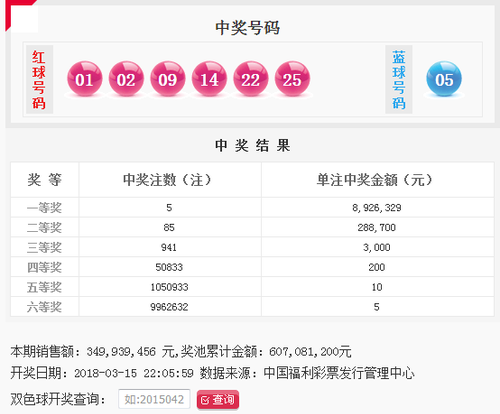 中奖号码
红球号码 01 02 09 14 22 25 蓝球号码 05
中 奖 结 果
奖 等 中奖注数（注） 单注中奖金额（元）
一等奖 5 8,926,329
二等奖 85 288,700
三等奖 941 3,000
四等奖 50833 200
五等奖 1050933 10
六等奖 9962632 5
本期销售额：349,939,456 元,奖池累计金额：607,081,200元
开奖日期：2018-03-15 22:05:59 数据来源：中国福利彩票发行管理中心
双色球开奖查询： 如:2015042 查询